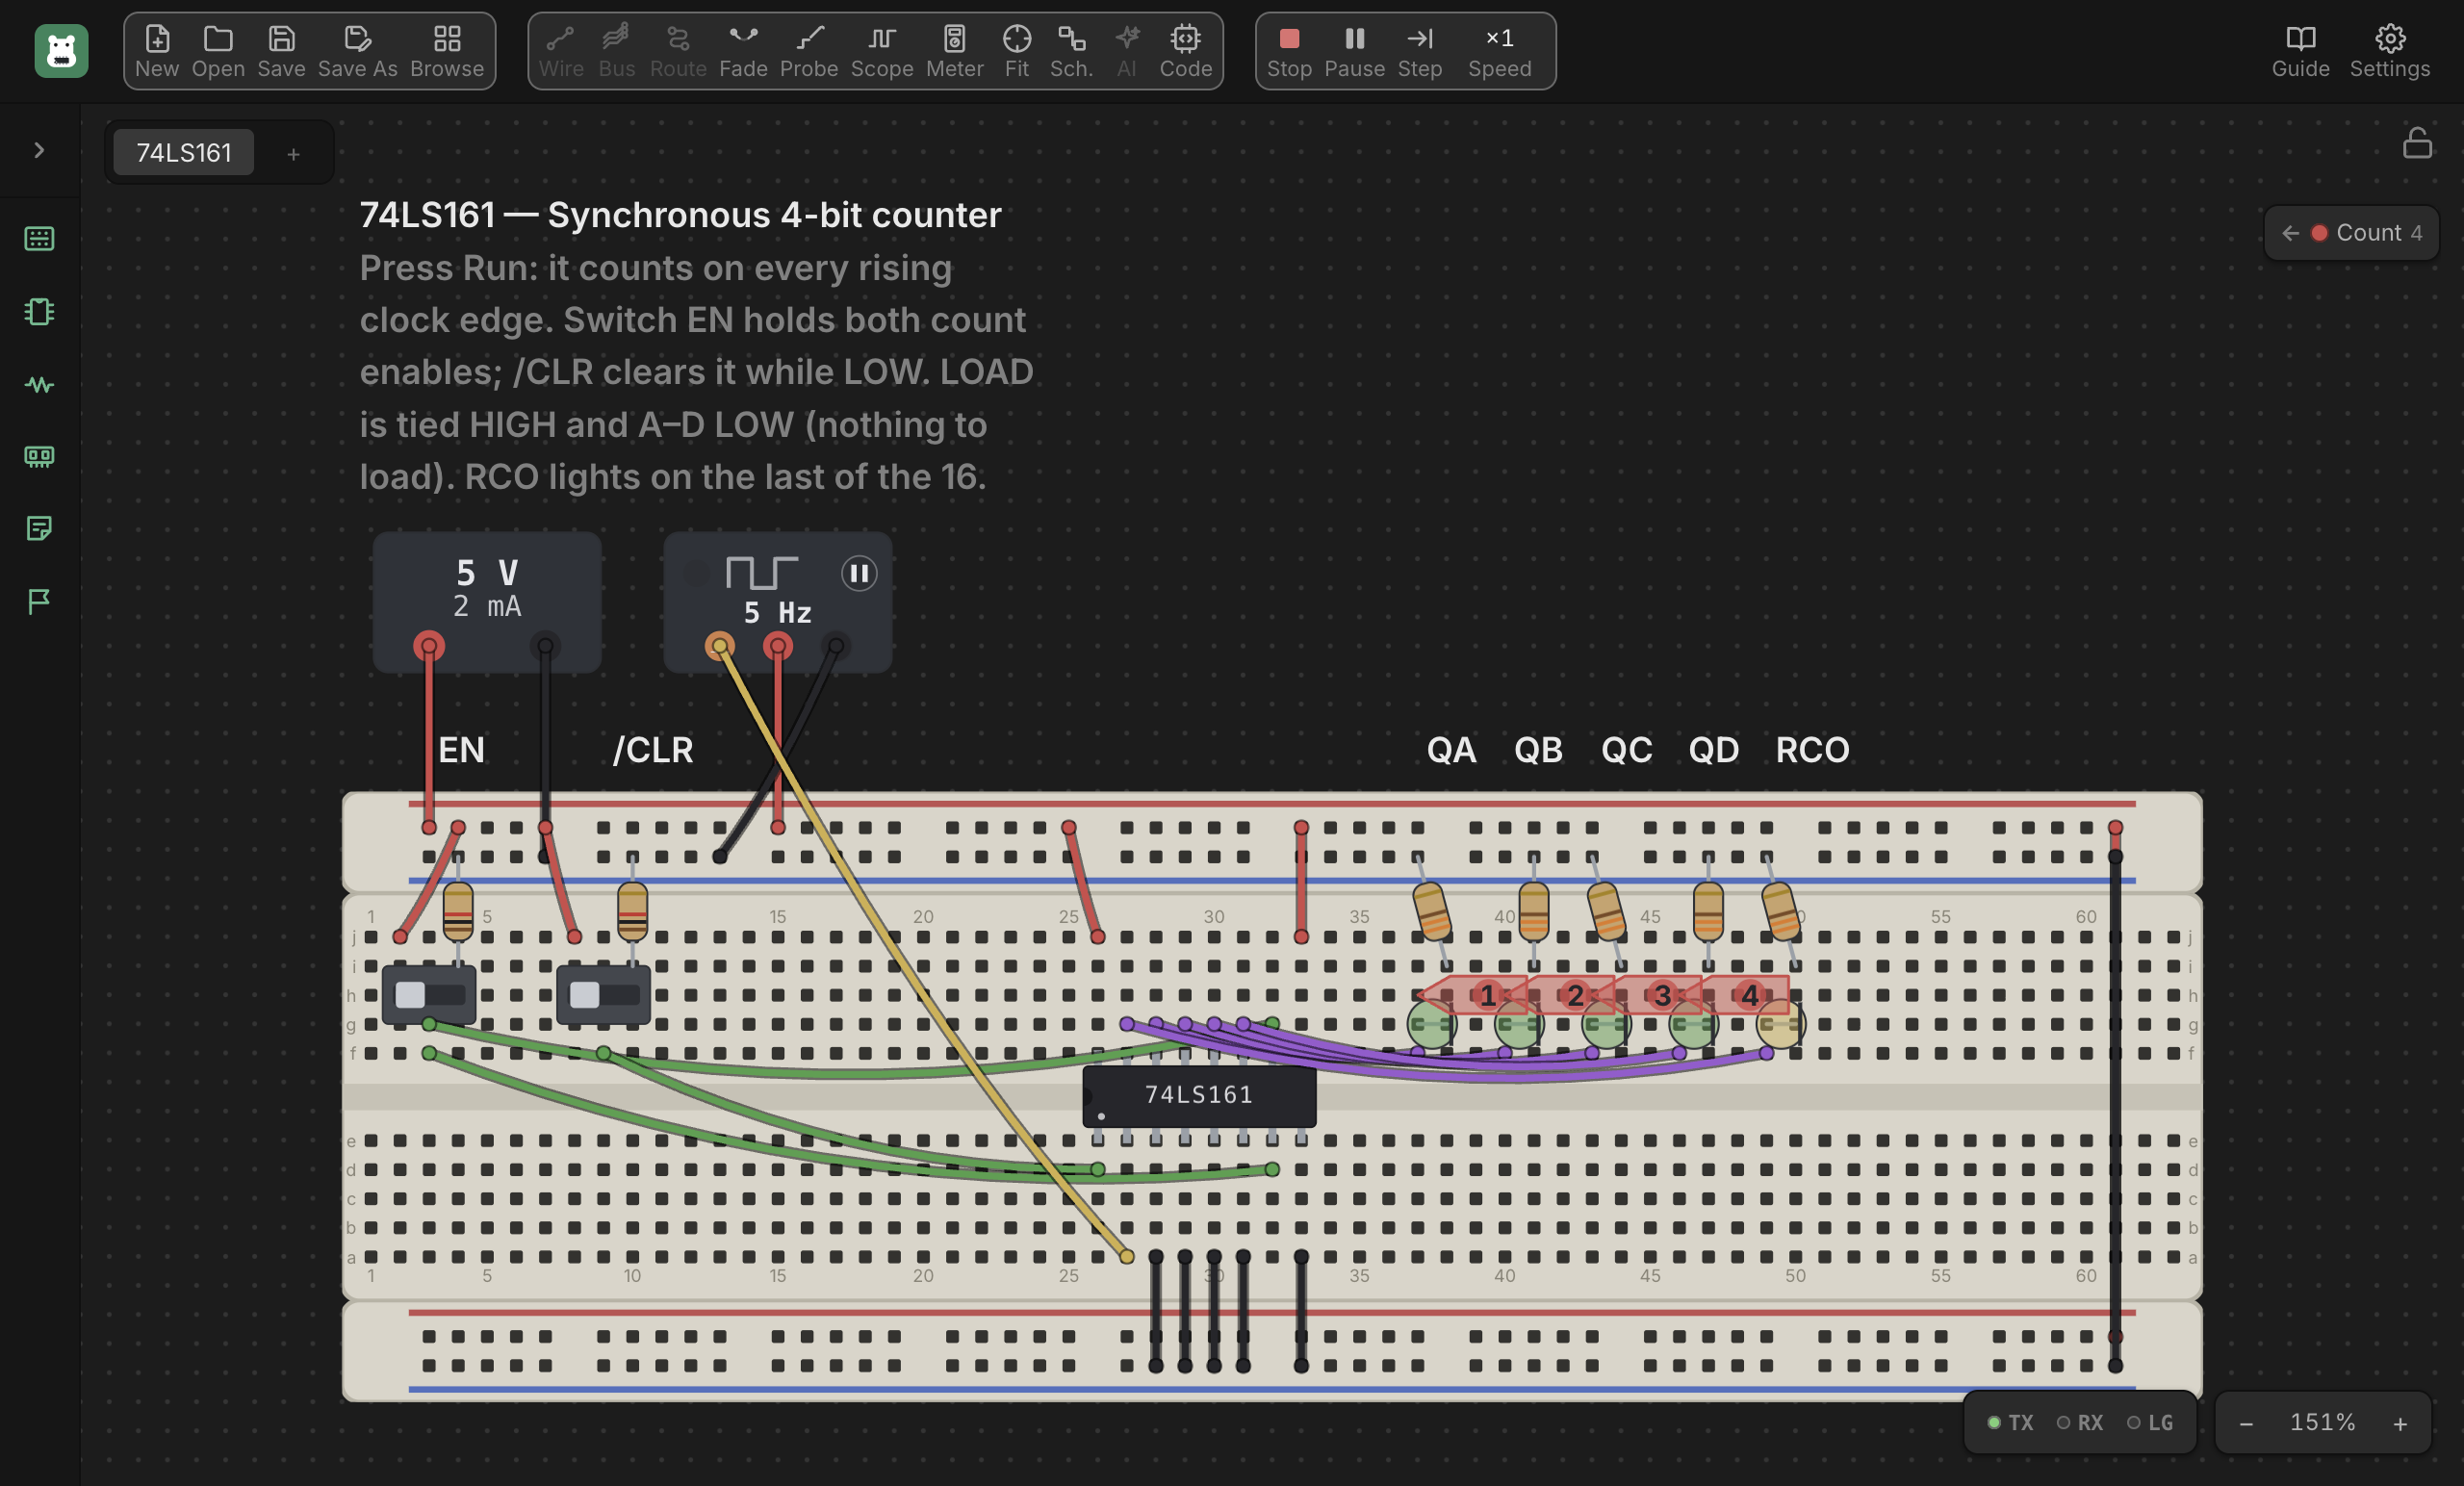 New Open Save Save As Browse
Wire Bus Route Fade Probe Scope Meter Fit Sch. AI Code
Stop Pause Step ×1 Speed
Guide Settings
74LS161 +
Count 4
74LS161 — Synchronous 4-bit counter
Press Run: it counts on every rising
clock edge. Switch EN holds both count
enables; /CLR clears it while LOW. LOAD
is tied HIGH and A–D LOW (nothing to
load). RCO lights on the last of the 16.
5 V
2 mA
5 Hz
EN /CLR QA QB QC QD RCO
1 5 15 20 25 30 35 40 45 55 60
j j
i i
h 1 2 3 4 h
g g
f f
74LS161
e e
d d
c c
b b
a a
1 5 10 15 20 25 30 35 40 45 50 55 60
TX RX LG
− 151% +